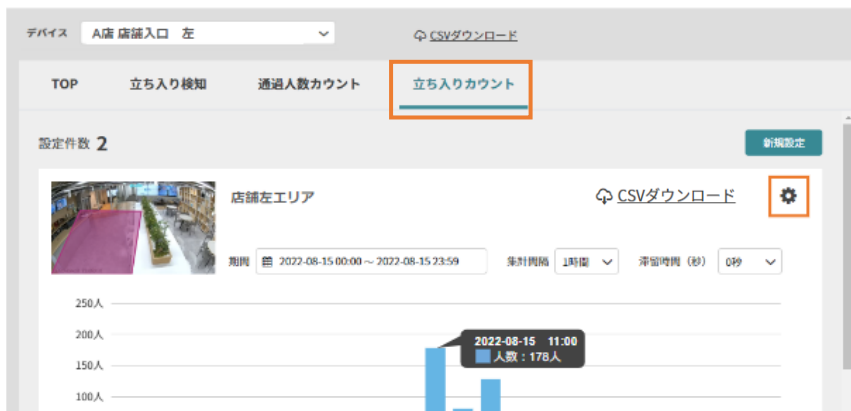 デバイス A店 店舗入口 左 CSVダウンロード
TOP 立ち入り検知 通過人数カウント 立ち入りカウント
設定件数 2 新規設定
店舗左エリア CSVダウンロード
期間 2022-08-15 00:00 ～ 2022-08-15 23:59 集計間隔 1時間 滞留時間（秒） 0秒
250人
200人
2022-08-15 11:00
人数：178人
150人
100人